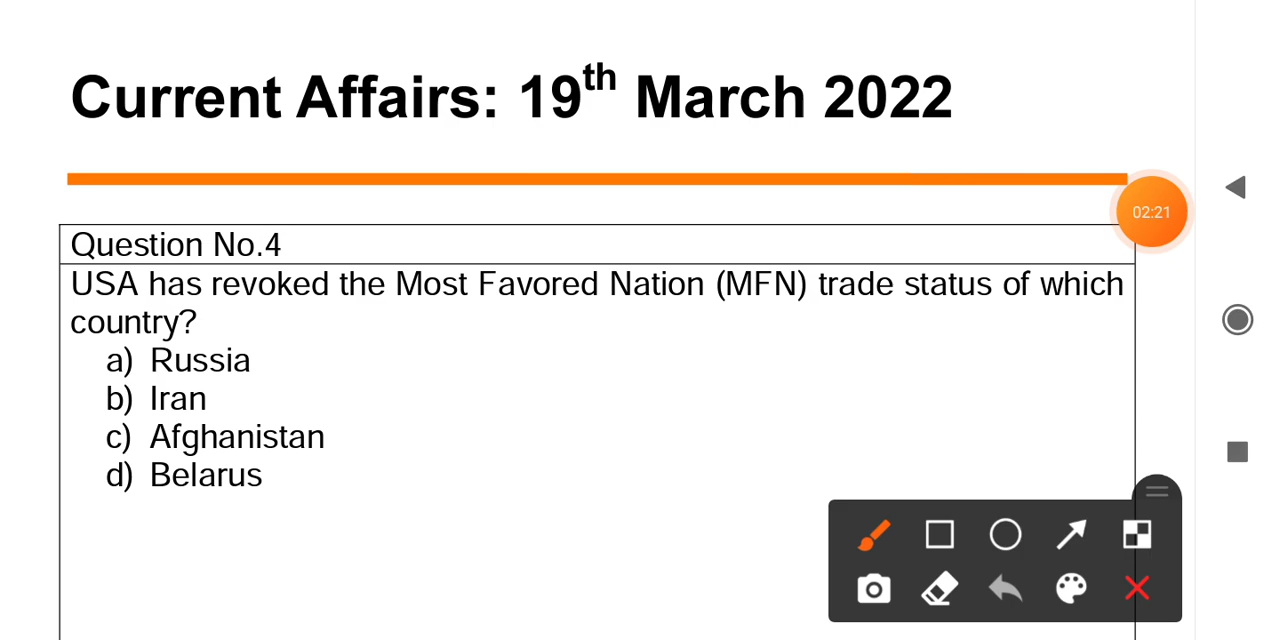 Current Affairs: 19th March 2022
02:21
Question No.4
USA has revoked the Most Favored Nation (MFN) trade status of which
country?
a) Russia
b) Iran
c) Afghanistan
d) Belarus